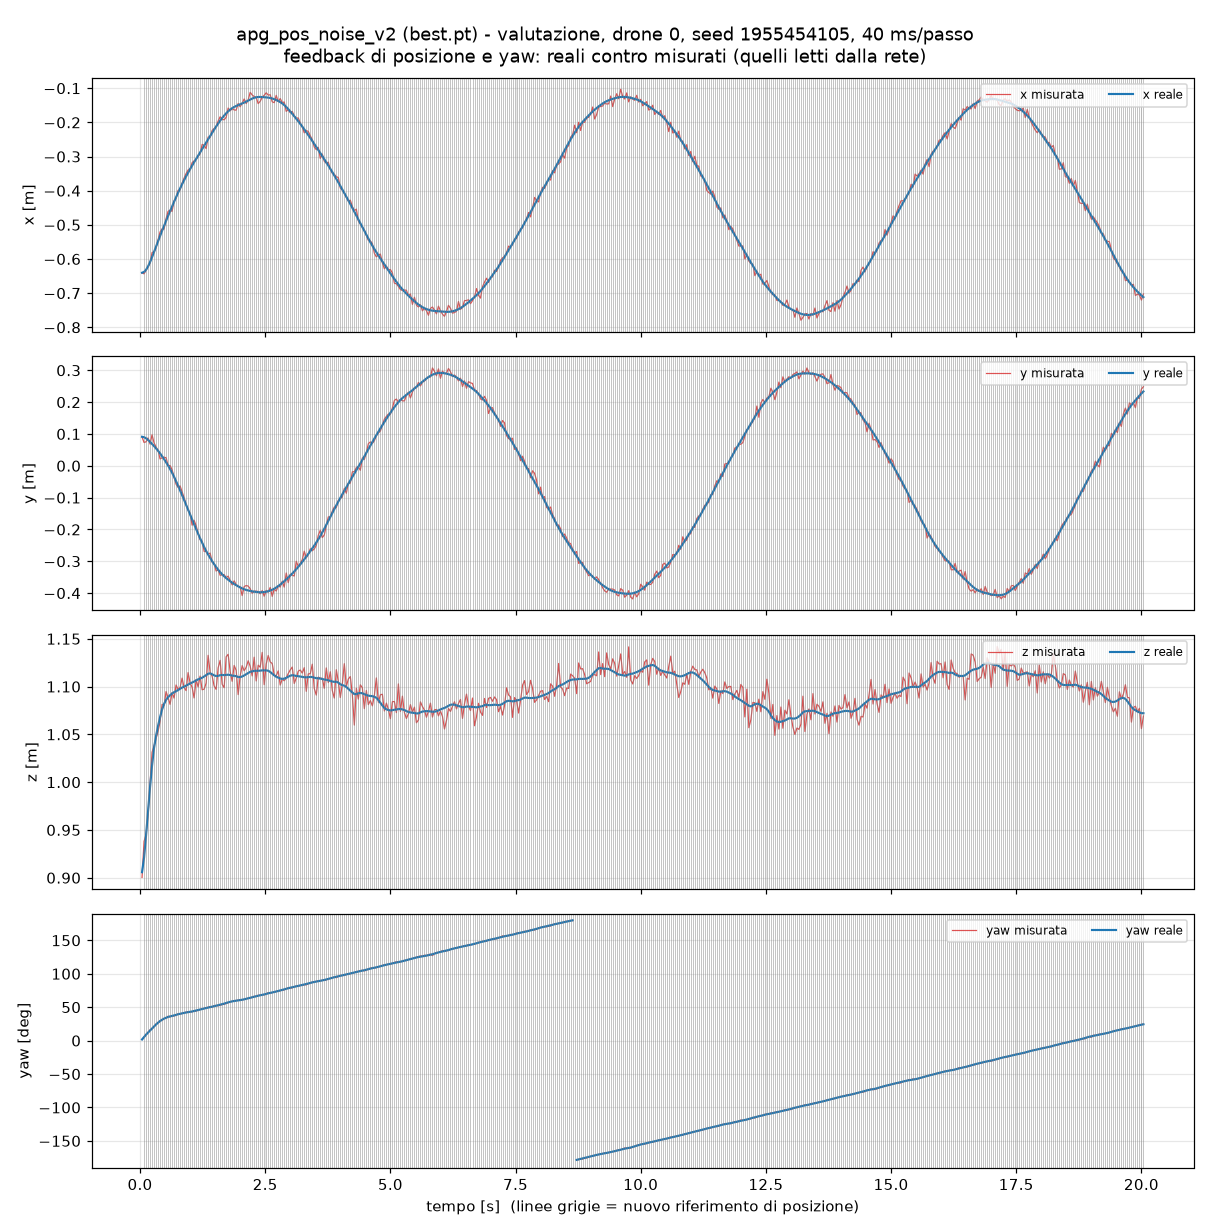 apg_pos_noise_v2 (best.pt) - valutazione, drone 0, seed 1955454105, 40 ms/passo
feedback di posizione e yaw: reali contro misurati (quelli letti dalla rete)
x misurata x reale
−0.1
−0.2
−0.3
−0.4
−0.5
−0.6
−0.7
−0.8
x [m]
y misurata y reale
0.3
0.2
0.1
0.0
−0.1
−0.2
−0.3
−0.4
y [m]
z misurata z reale
1.15
1.10
1.05
1.00
0.95
0.90
z [m]
yaw misurata yaw reale
150
100
50
0
−50
−100
−150
yaw [deg]
0.0 2.5 5.0 7.5 10.0 12.5 15.0 17.5 20.0
tempo [s]  (linee grigie = nuovo riferimento di posizione)